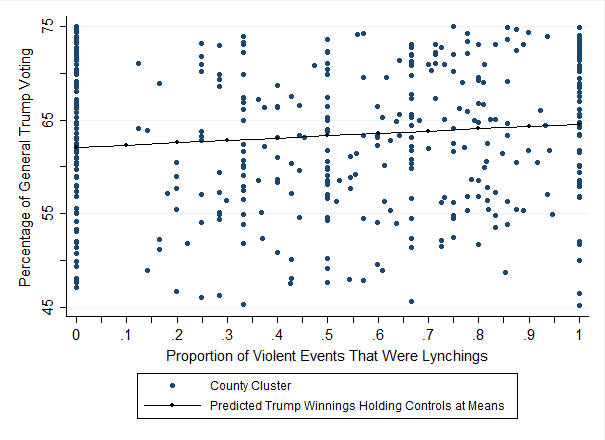 Percentage of General Trump Voting
75
65
55
45
0 .1 .2 .3 .4 .5 .6 .7 .8 .9 1
Proportion of Violent Events That Were Lynchings
County Cluster
Predicted Trump Winnings Holding Controls at Means